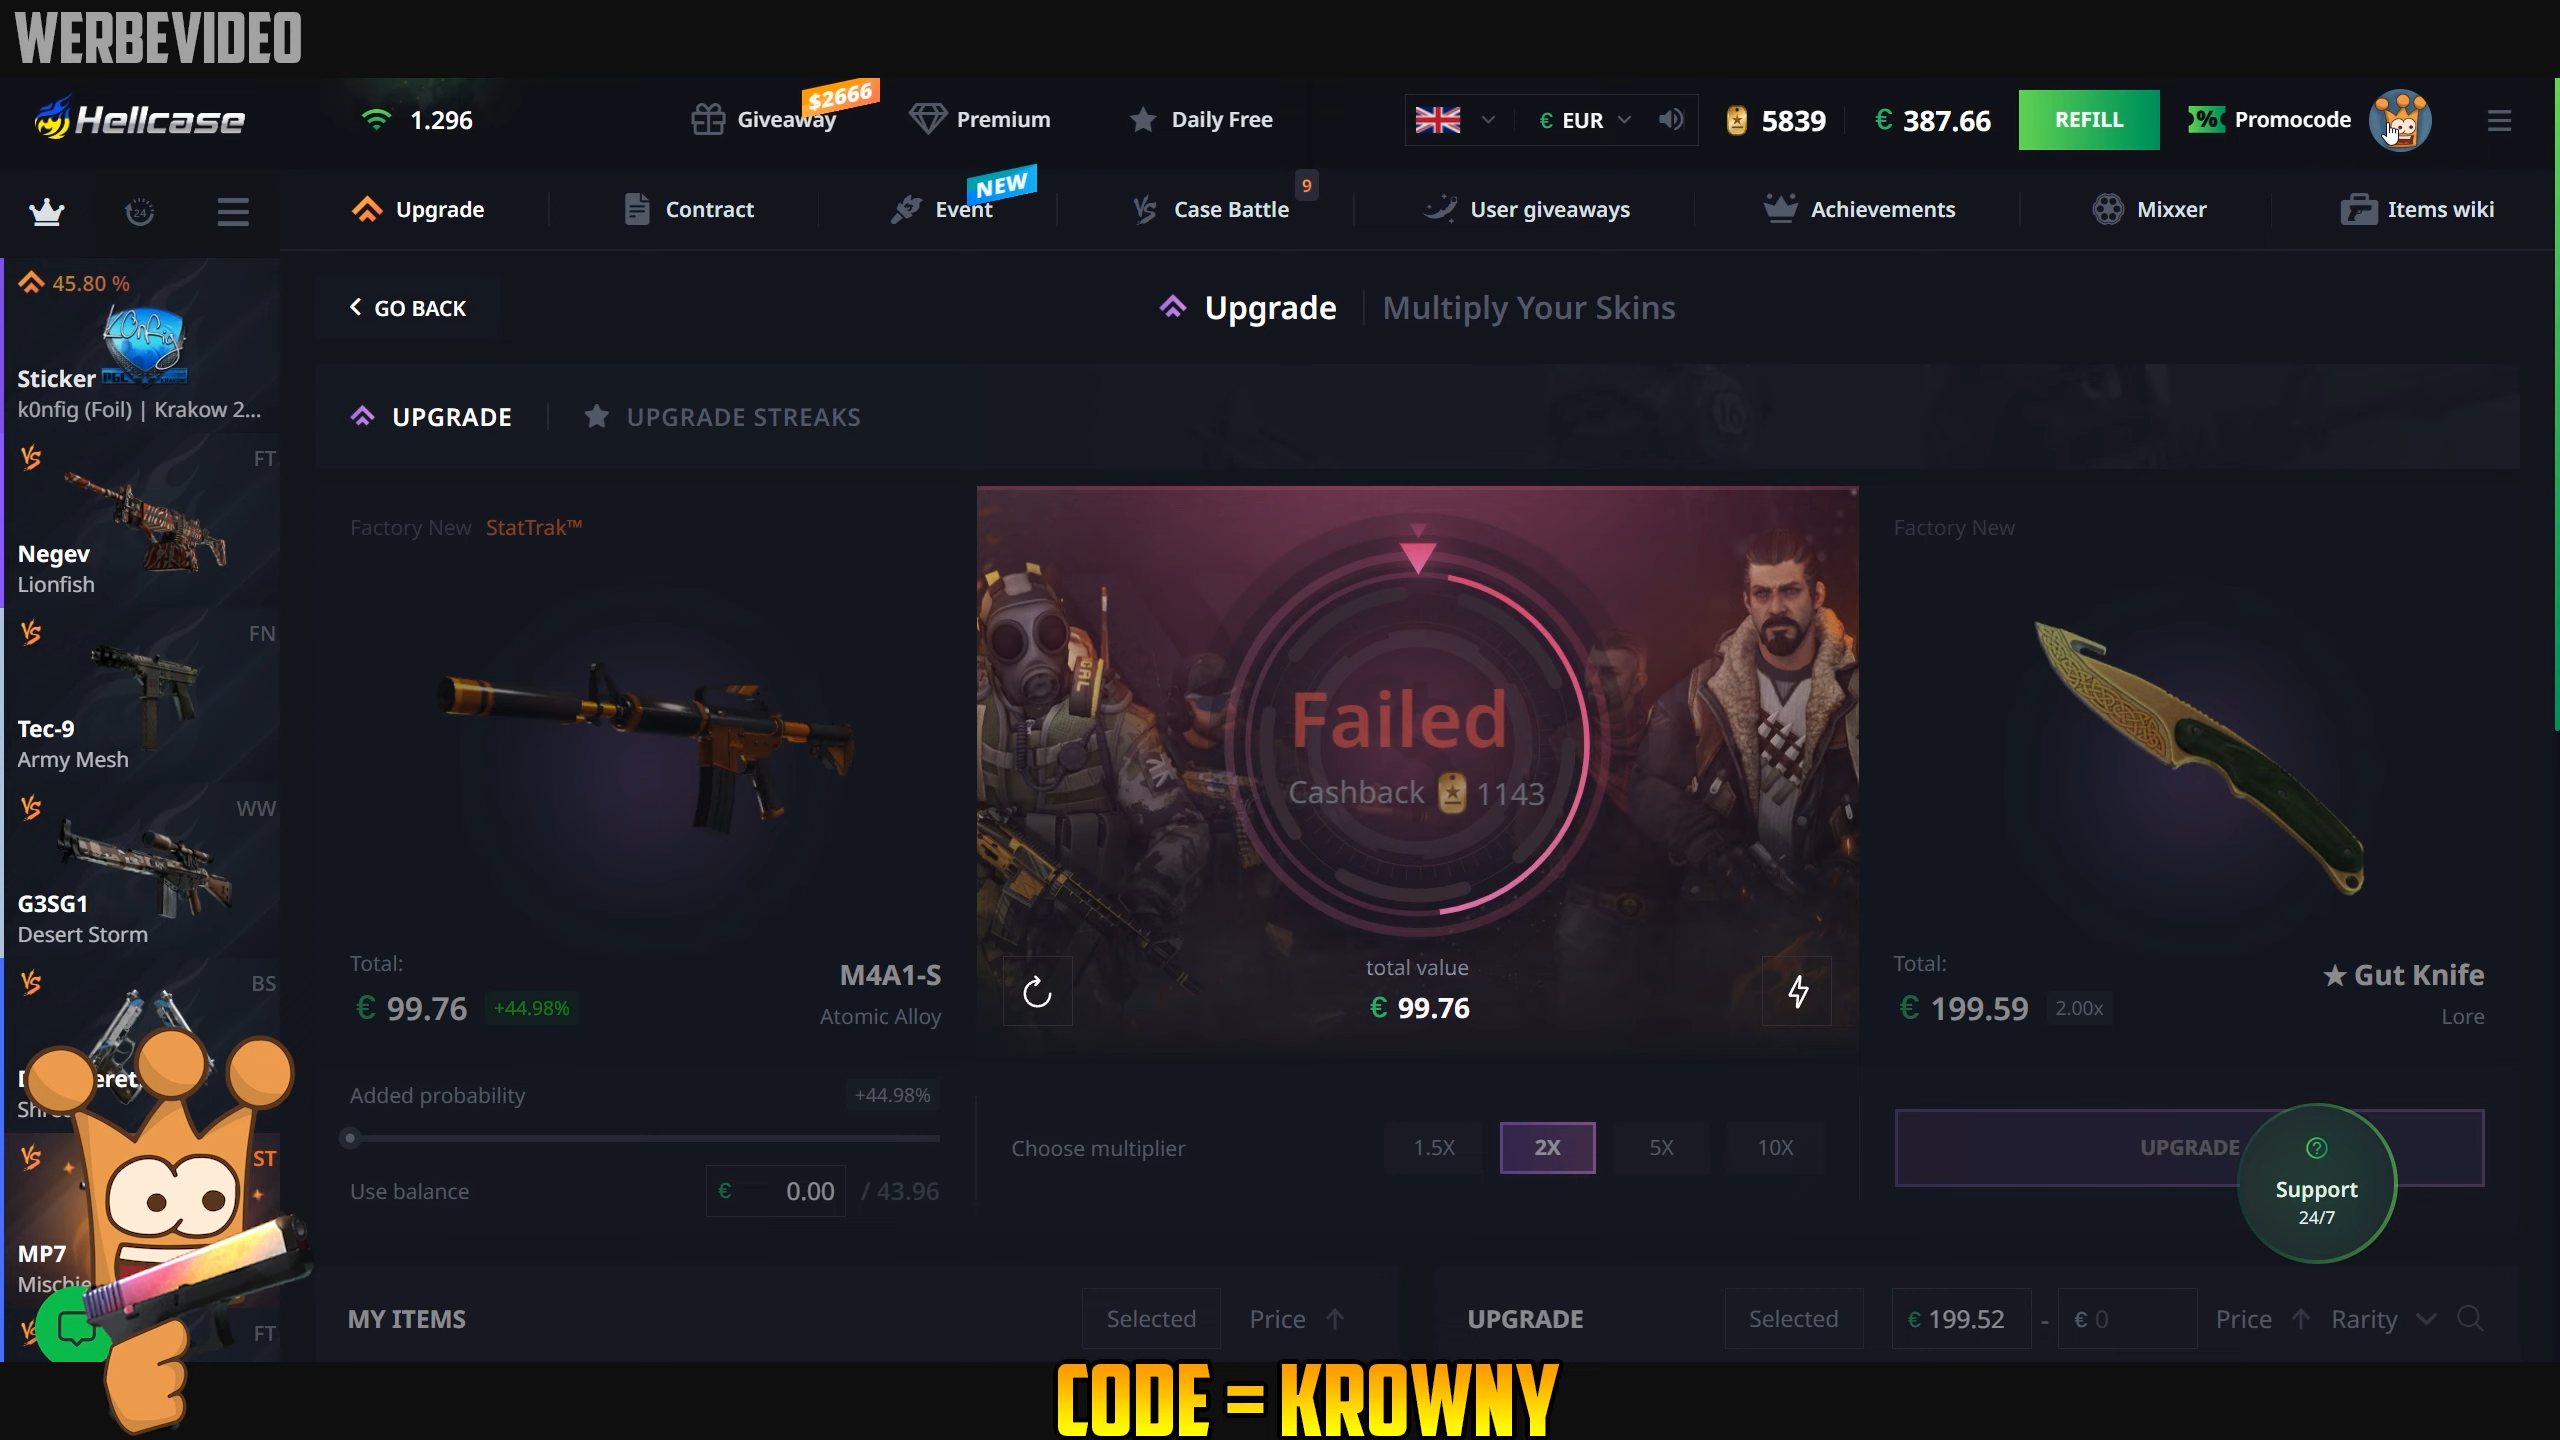 WERBEVIDEO
Hellcase
1.296
Giveaway
$2666
Premium
Daily Free
€ EUR
5839
€ 387.66
REFILL
% Promocode
24
Upgrade
Contract
Event
NEW
Case Battle
9
User giveaways
Achievements
Mixxer
Items wiki
45.80 %
Sticker
k0nfig (Foil) | Krakow 2...
VS
FT
Negev
Lionfish
VS
FN
Tec-9
Army Mesh
VS
WW
G3SG1
Desert Storm
VS
BS
VS
ST
MP7
FT
GO BACK
Upgrade
Multiply Your Skins
UPGRADE
UPGRADE STREAKS
Factory New StatTrak™
Total:
€ 99.76 +44.98%
M4A1-S
Atomic Alloy
Failed
Cashback 1143
total value
€ 99.76
Factory New
Total:
€ 199.59 2.00x
★ Gut Knife
Lore
Added probability
+44.98%
Use balance
€ 0.00 / 43.96
Choose multiplier
1.5X
2X
5X
10X
UPGRADE
Support
24/7
MY ITEMS
Selected
Price
UPGRADE
Selected
€ 199.52 - € 0
Price
Rarity
CODE = KROWNY